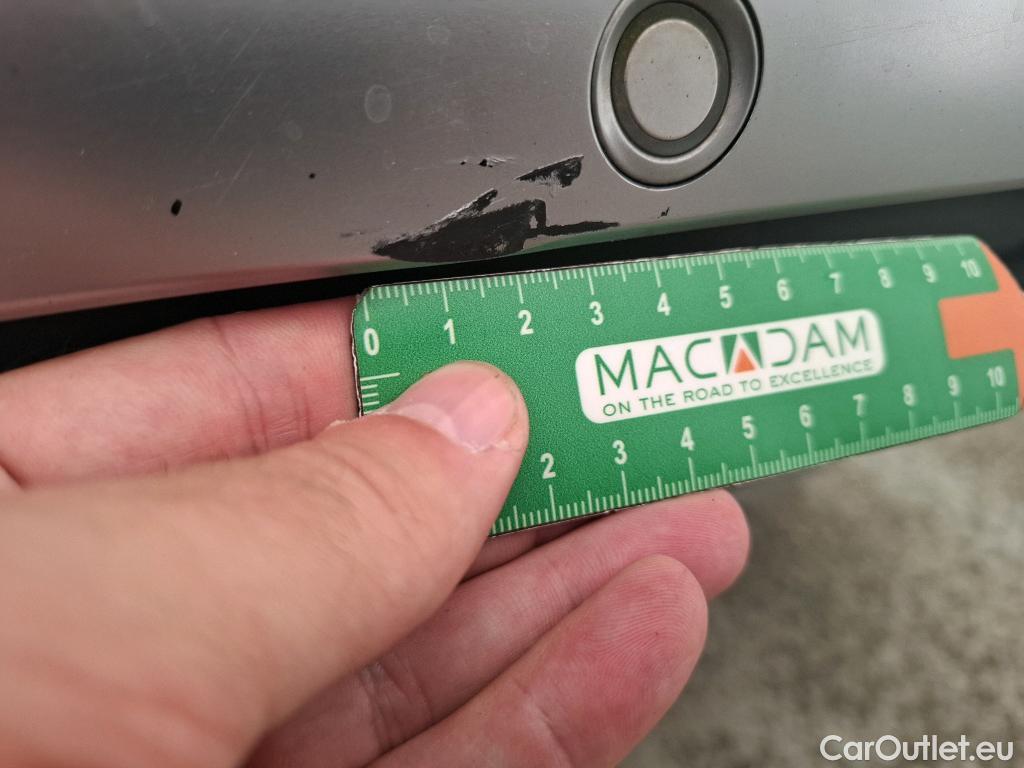 0 1 2 3 4 5 6 7 8 9 10
MACADAM
ON THE ROAD TO EXCELLENCE
2 3 4 5 6 7 8 9 10
CarOutlet.eu